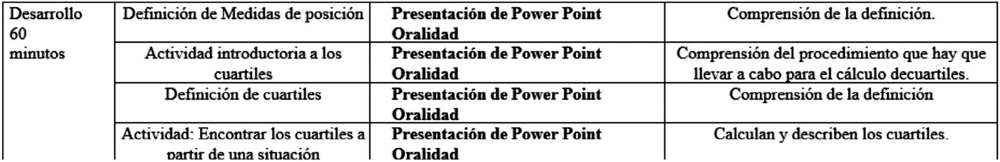 Desarrollo
60
minutos
Definición de Medidas de posición
Presentación de Power Point
Oralidad
Comprensión de la definición.
Actividad introductoria a los
cuartiles
Presentación de Power Point
Oralidad
Comprensión del procedimiento que hay que
llevar a cabo para el cálculo decuartiles.
Definición de cuartiles
Presentación de Power Point
Oralidad
Comprensión de la definición
Actividad: Encontrar los cuartiles a
partir de una situación
Presentación de Power Point
Oralidad
Calculan y describen los cuartiles.